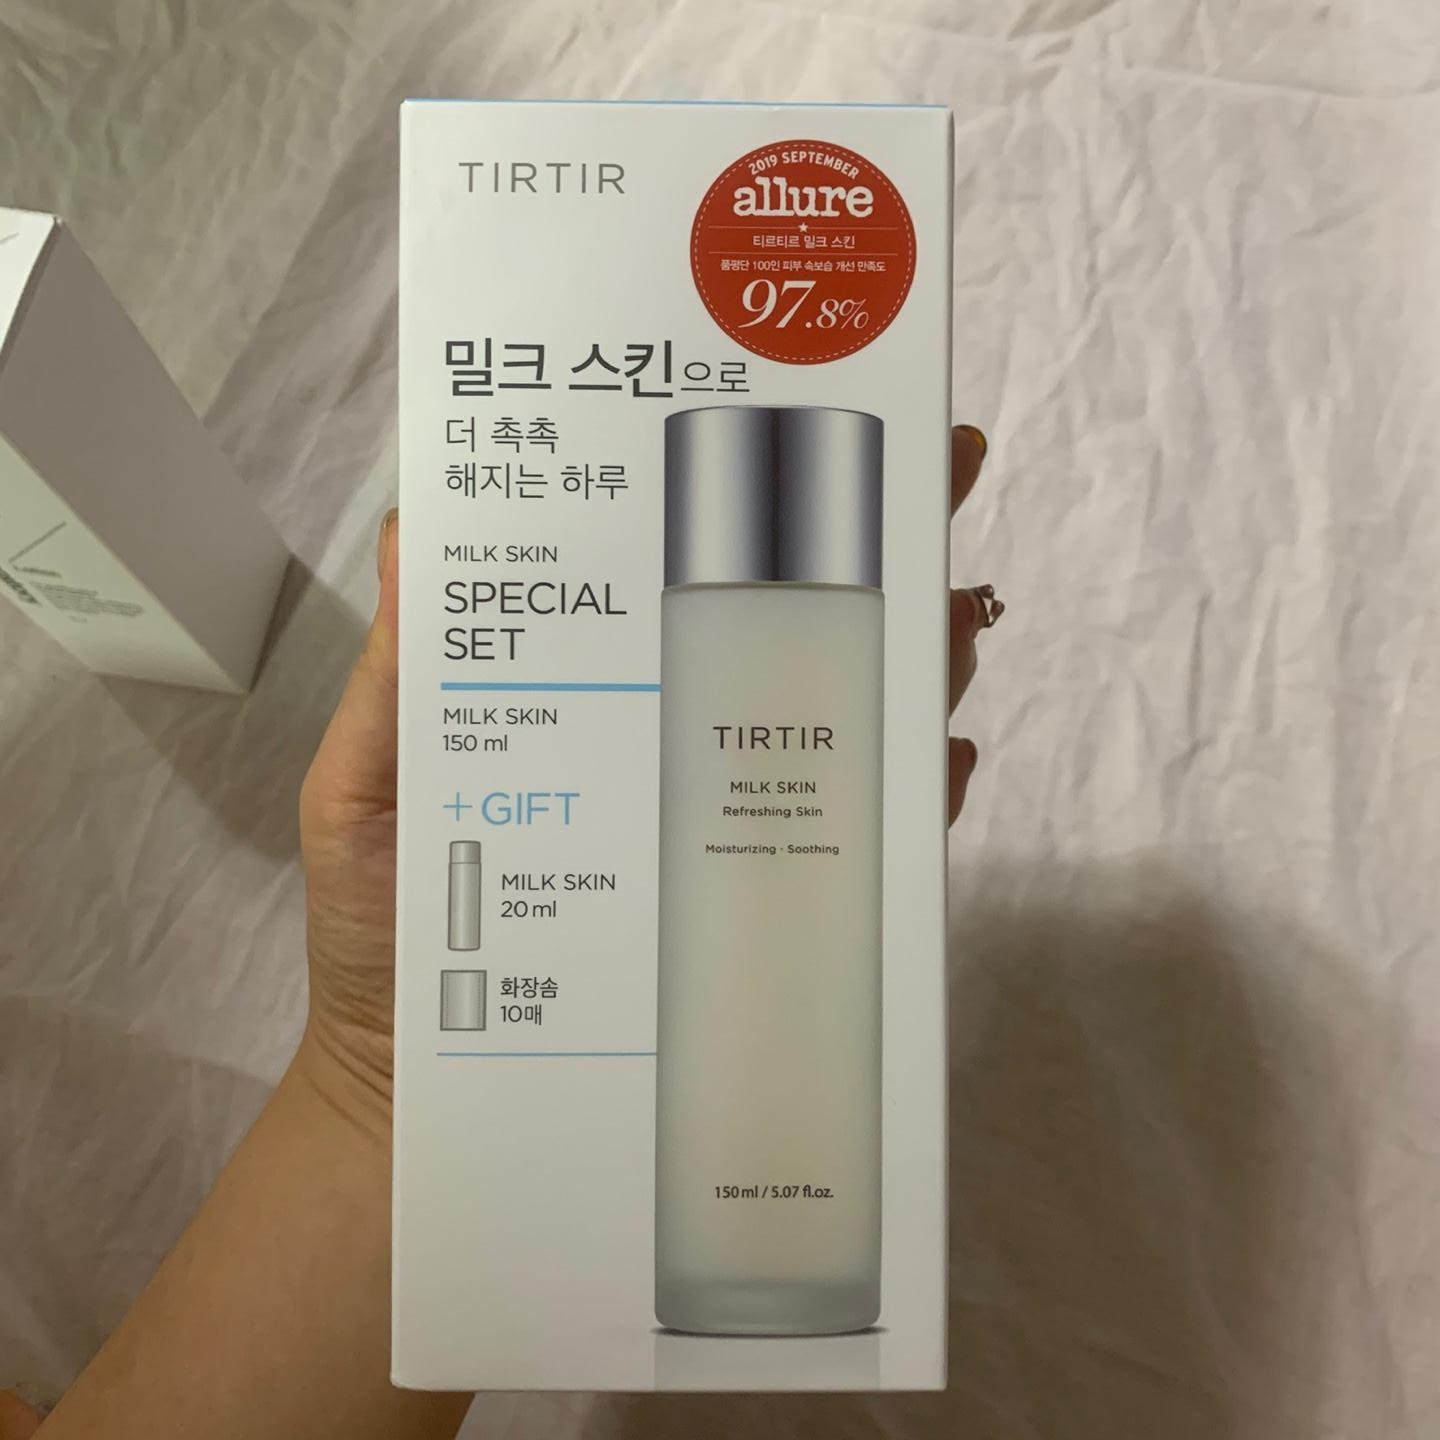 TIRTIR
2019 SEPTEMBER
allure
티르티르 밀크 스킨
품평단 100인 피부 속보습 개선 만족도
97.8%
밀크 스킨으로
더 촉촉
해지는 하루
MILK SKIN
SPECIAL
SET
MILK SKIN
150 ml
+ GIFT
MILK SKIN
20 ml
화장솜
10매
TIRTIR
MILK SKIN
Refreshing Skin
Moisturizing · Soothing
150 ml / 5.07 fl.oz.